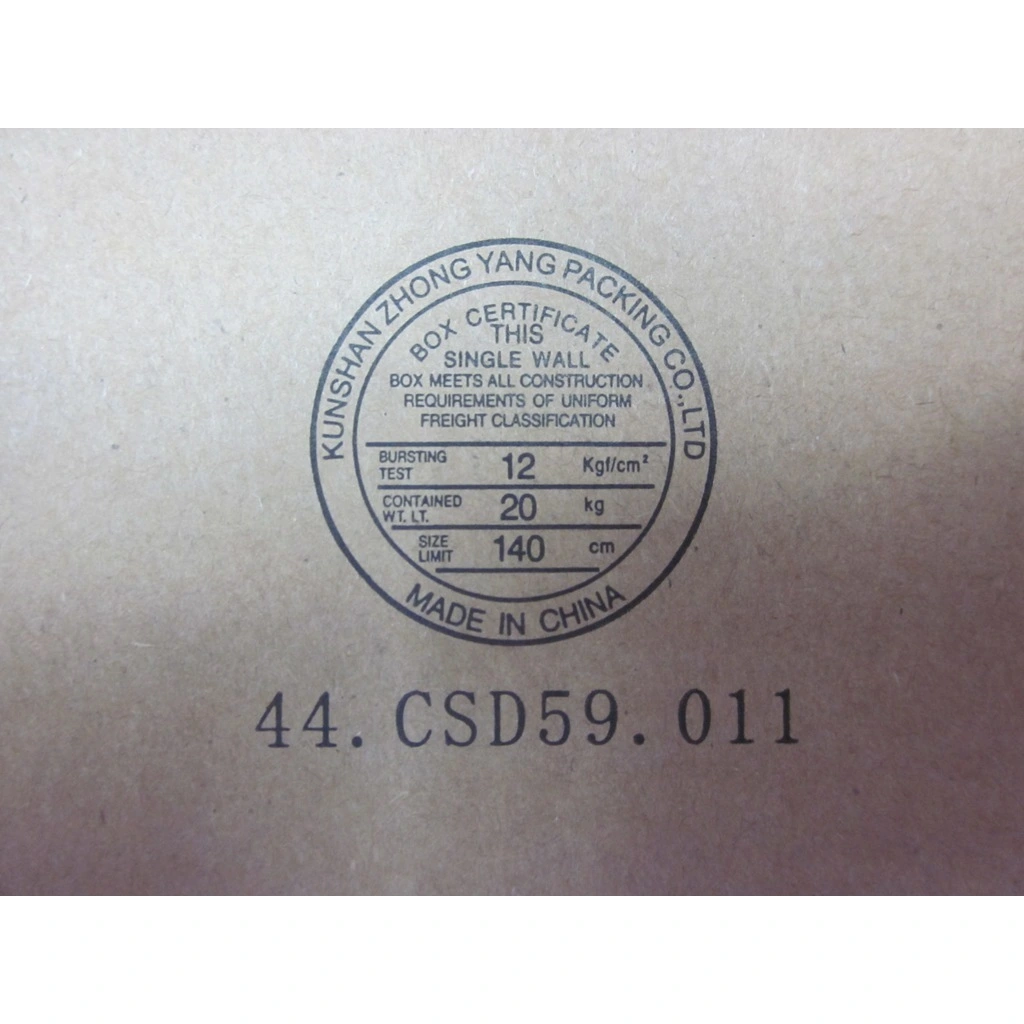 KUNSHAN ZHONG YANG PACKING CO.,LTD
BOX CERTIFICATE
THIS
SINGLE WALL
BOX MEETS ALL CONSTRUCTION
REQUIREMENTS OF UNIFORM
FREIGHT CLASSIFICATION
BURSTING TEST 12 Kgf/cm²
CONTAINED WT. LT. 20 kg
SIZE LIMIT 140 cm
MADE IN CHINA
44.CSD59.011